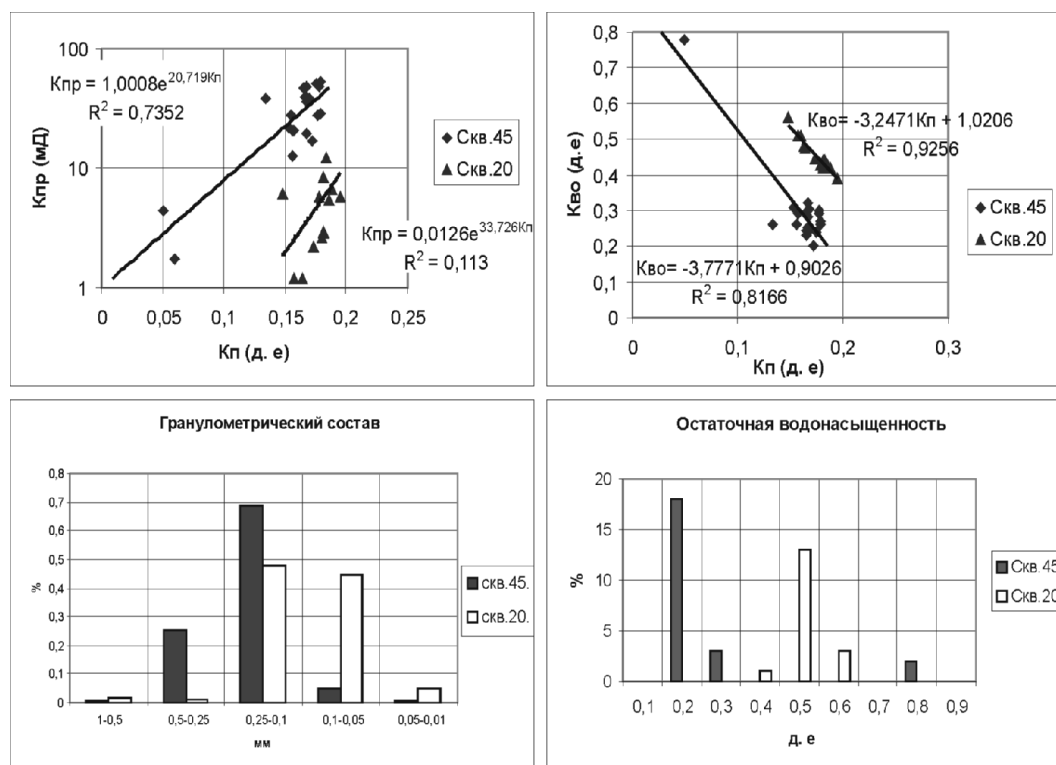 100
10
1
Кпр (мД)
Кпр = 1,0008e^20,719Кп
R² = 0,7352
Скв.45
Скв.20
Кпр = 0,0126e^33,726Кп
R² = 0,113
0 0,05 0,1 0,15 0,2 0,25
Кп (д. е)
0,8
0,7
0,6
0,5
0,4
0,3
0,2
0,1
0
Кво (д.е)
Кво= -3,2471Кп + 1,0206
R² = 0,9256
Скв.45
Скв.20
Кво= -3,7771Кп + 0,9026
R² = 0,8166
0 0,1 0,2 0,3
Кп (д. е)
Гранулометрический состав
0,8
0,7
0,6
0,5
0,4
0,3
0,2
0,1
0
%
скв.45.
скв.20.
1-0,5 0,5-0,25 0,25-0,1 0,1-0,05 0,05-0,01
мм
Остаточная водонасыщенность
20
15
10
5
0
%
Скв.45
Скв.20
0,1 0,2 0,3 0,4 0,5 0,6 0,7 0,8 0,9
д. е